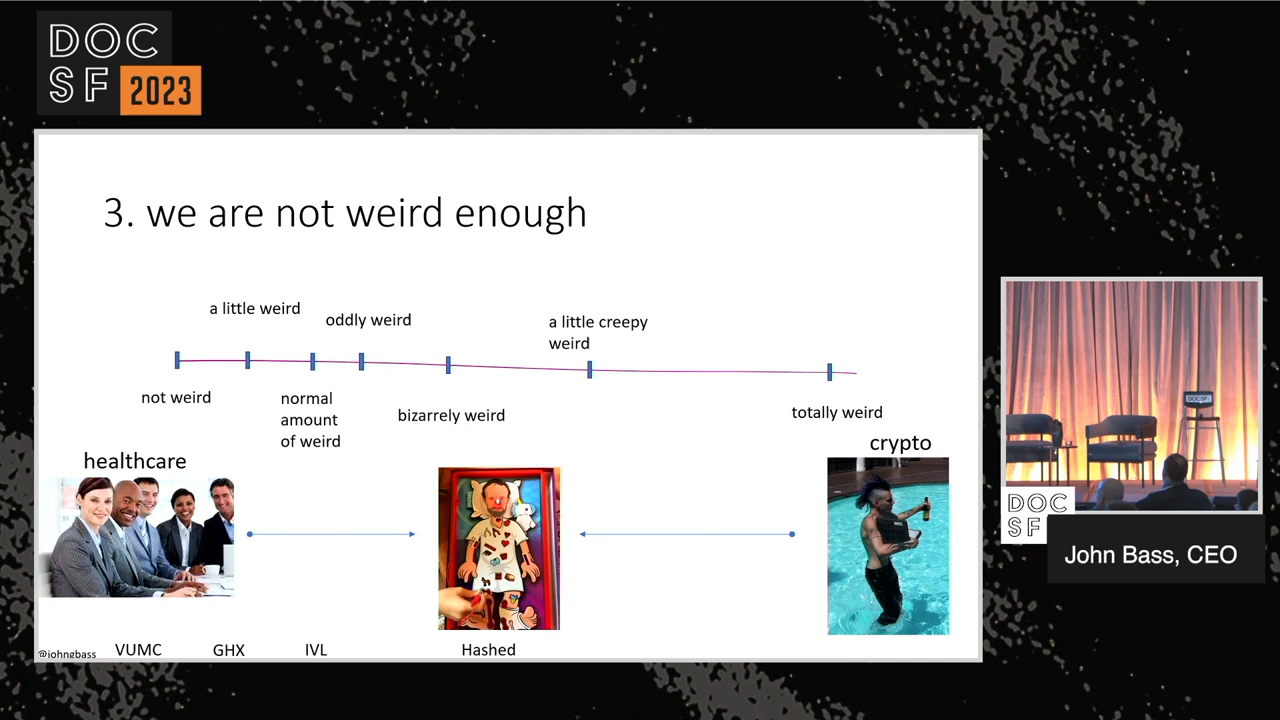 DOC
SF 2023
3. we are not weird enough
a little weird
oddly weird
a little creepy
weird
not weird
normal
amount
of weird
bizarrely weird
totally weird
healthcare
crypto
@johngbass
VUMC
GHX
IVL
Hashed
DOCSF
DOC
SF
John Bass, CEO